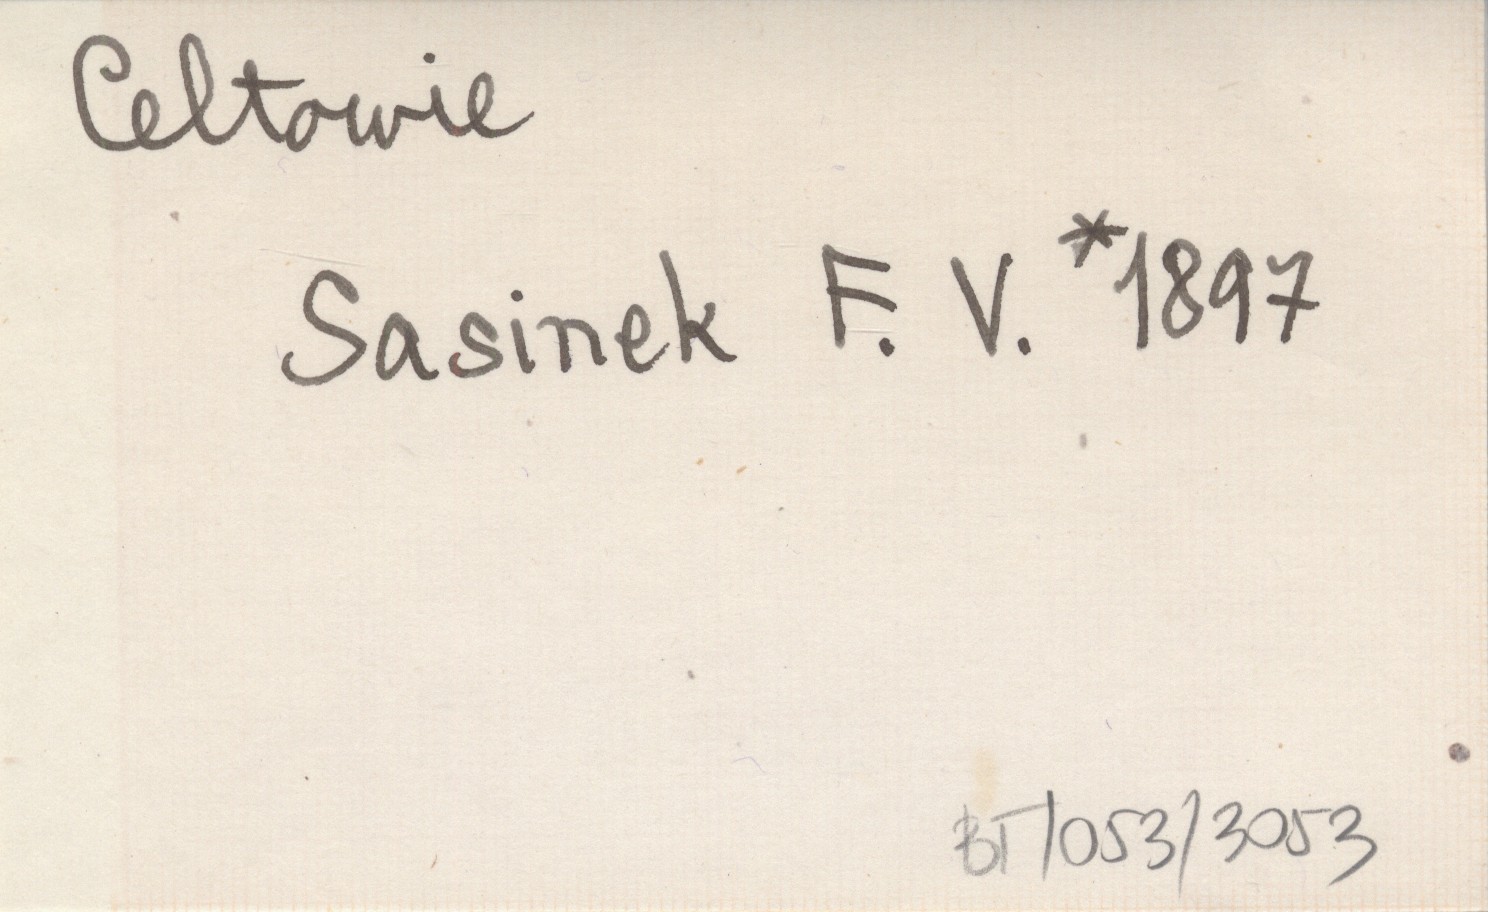 Celtowie
Sasinek F. V. *1897
BT/053/3053